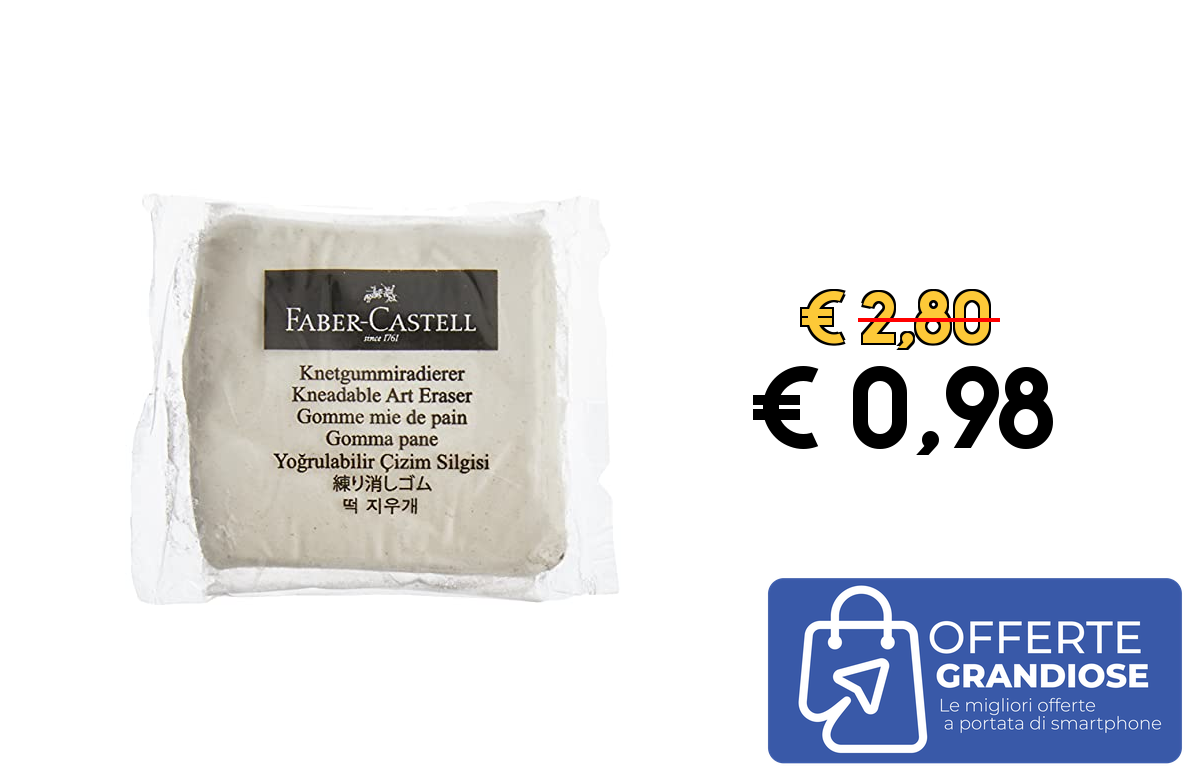 FABER-CASTELL
since 1761
Knetgummiradierer
Kneadable Art Eraser
Gomme mie de pain
Gomma pane
Yoğrulabilir Çizim Silgisi
練り消しゴム
떡 지우개
€ 2,80
€ 0,98
OFFERTE
GRANDIOSE
Le migliori offerte
a portata di smartphone